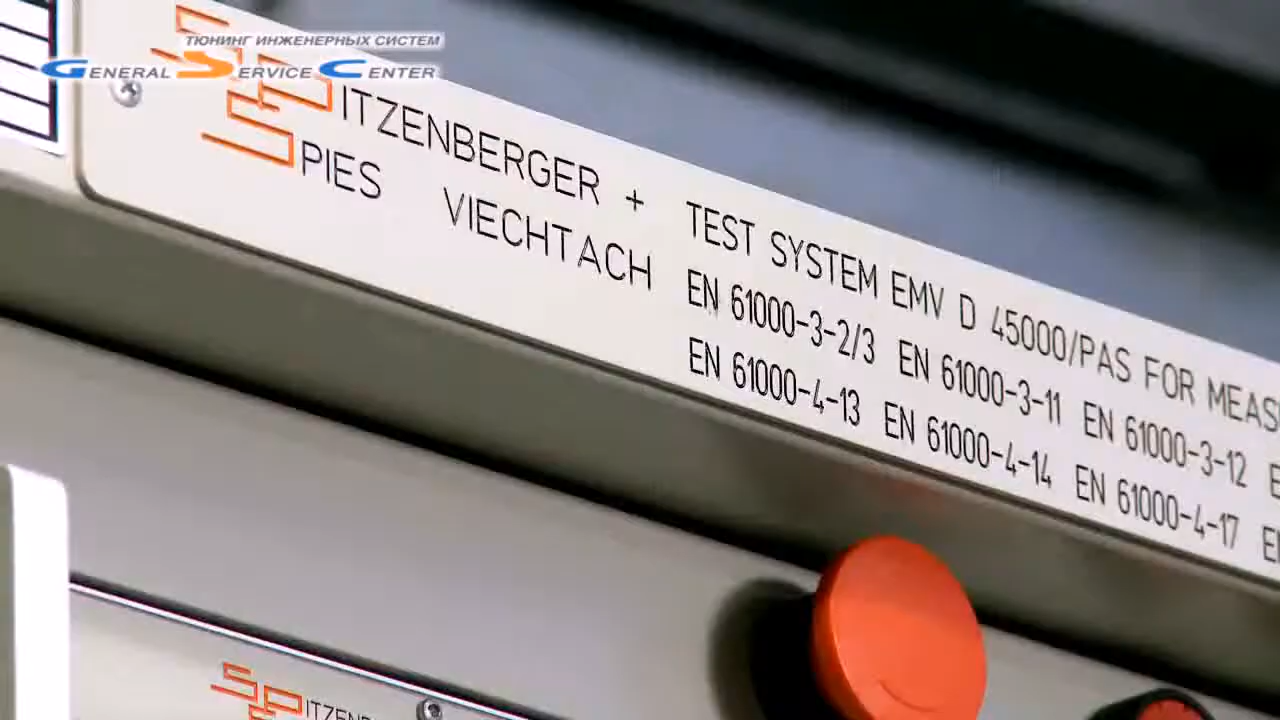 ТЮНИНГ ИНЖЕНЕРНЫХ СИСТЕМ
GENERAL SERVICE CENTER
SPITZENBERGER +
SPIES VIECHTACH
TEST SYSTEM EMV D 45000/PAS FOR
EN 61000-3-2/3 EN 61000-3-11 EN 61000-3-12
EN 61000-4-13 EN 61000-4-14 EN 61000-4-17